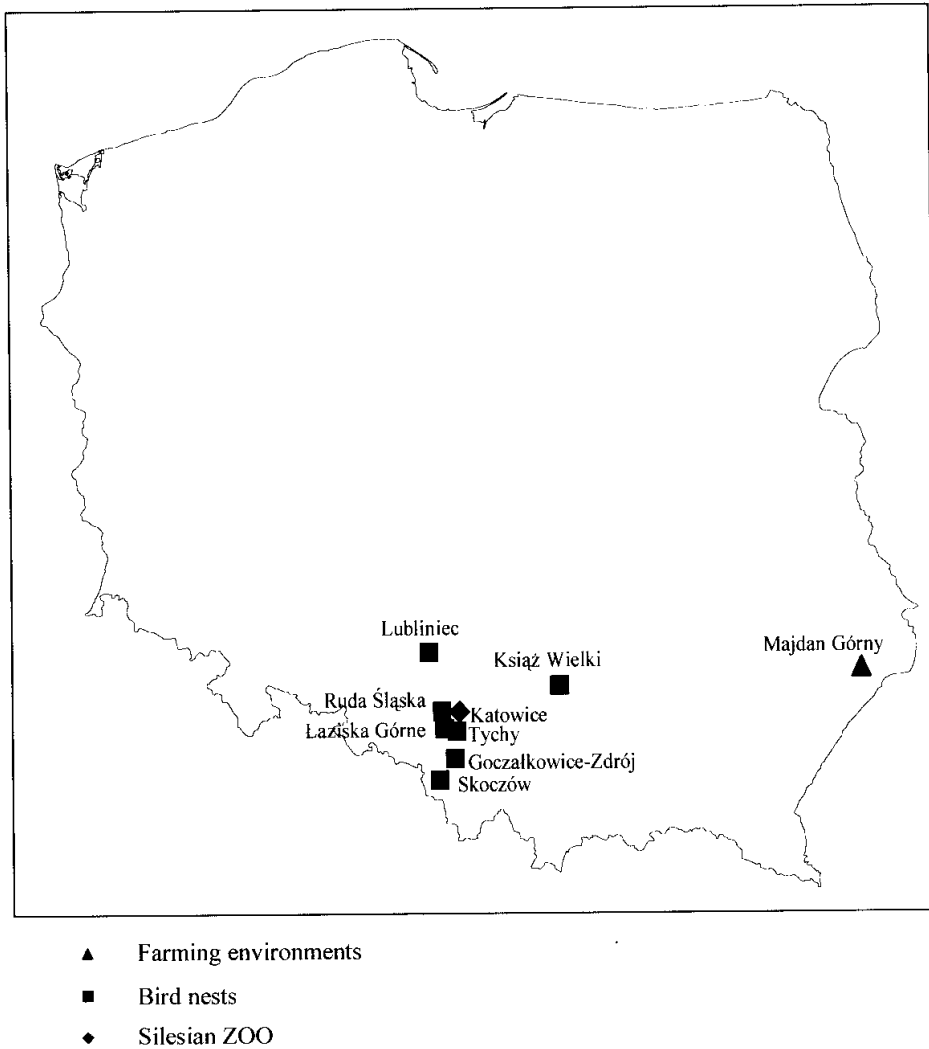 Lubliniec
Majdan Górny
Książ Wielki
Ruda Śląska
Katowice
Łaziska Górne
Tychy
Goczałkowice-Zdrój
Skoczów
Farming environments
Bird nests
Silesian ZOO